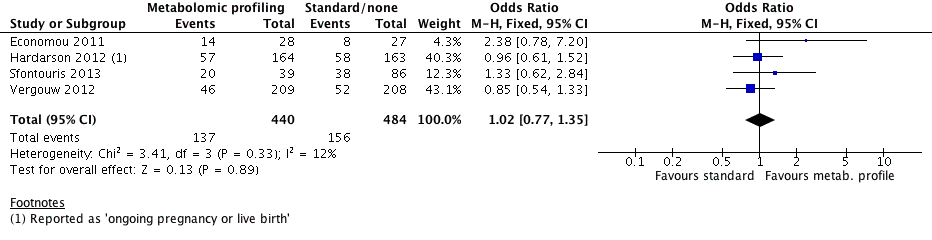 Metabolomic profiling Standard/none Odds Ratio Odds Ratio
Study or Subgroup Events Total Events Total Weight M-H, Fixed, 95% CI M-H, Fixed, 95% CI
Economou 2011 14 28 8 27 4.3% 2.38 [0.78, 7.20]
Hardarson 2012 (1) 57 164 58 163 40.3% 0.96 [0.61, 1.52]
Sfontouris 2013 20 39 38 86 12.3% 1.33 [0.62, 2.84]
Vergouw 2012 46 209 52 208 43.1% 0.85 [0.54, 1.33]
Total (95% CI) 440 484 100.0% 1.02 [0.77, 1.35]
Total events 137 156
Heterogeneity: Chi² = 3.41, df = 3 (P = 0.33); I² = 12%
Test for overall effect: Z = 0.13 (P = 0.89)
0.1 0.2 0.5 1 2 5 10
Favours standard Favours metab. profile
Footnotes
(1) Reported as 'ongoing pregnancy or live birth'